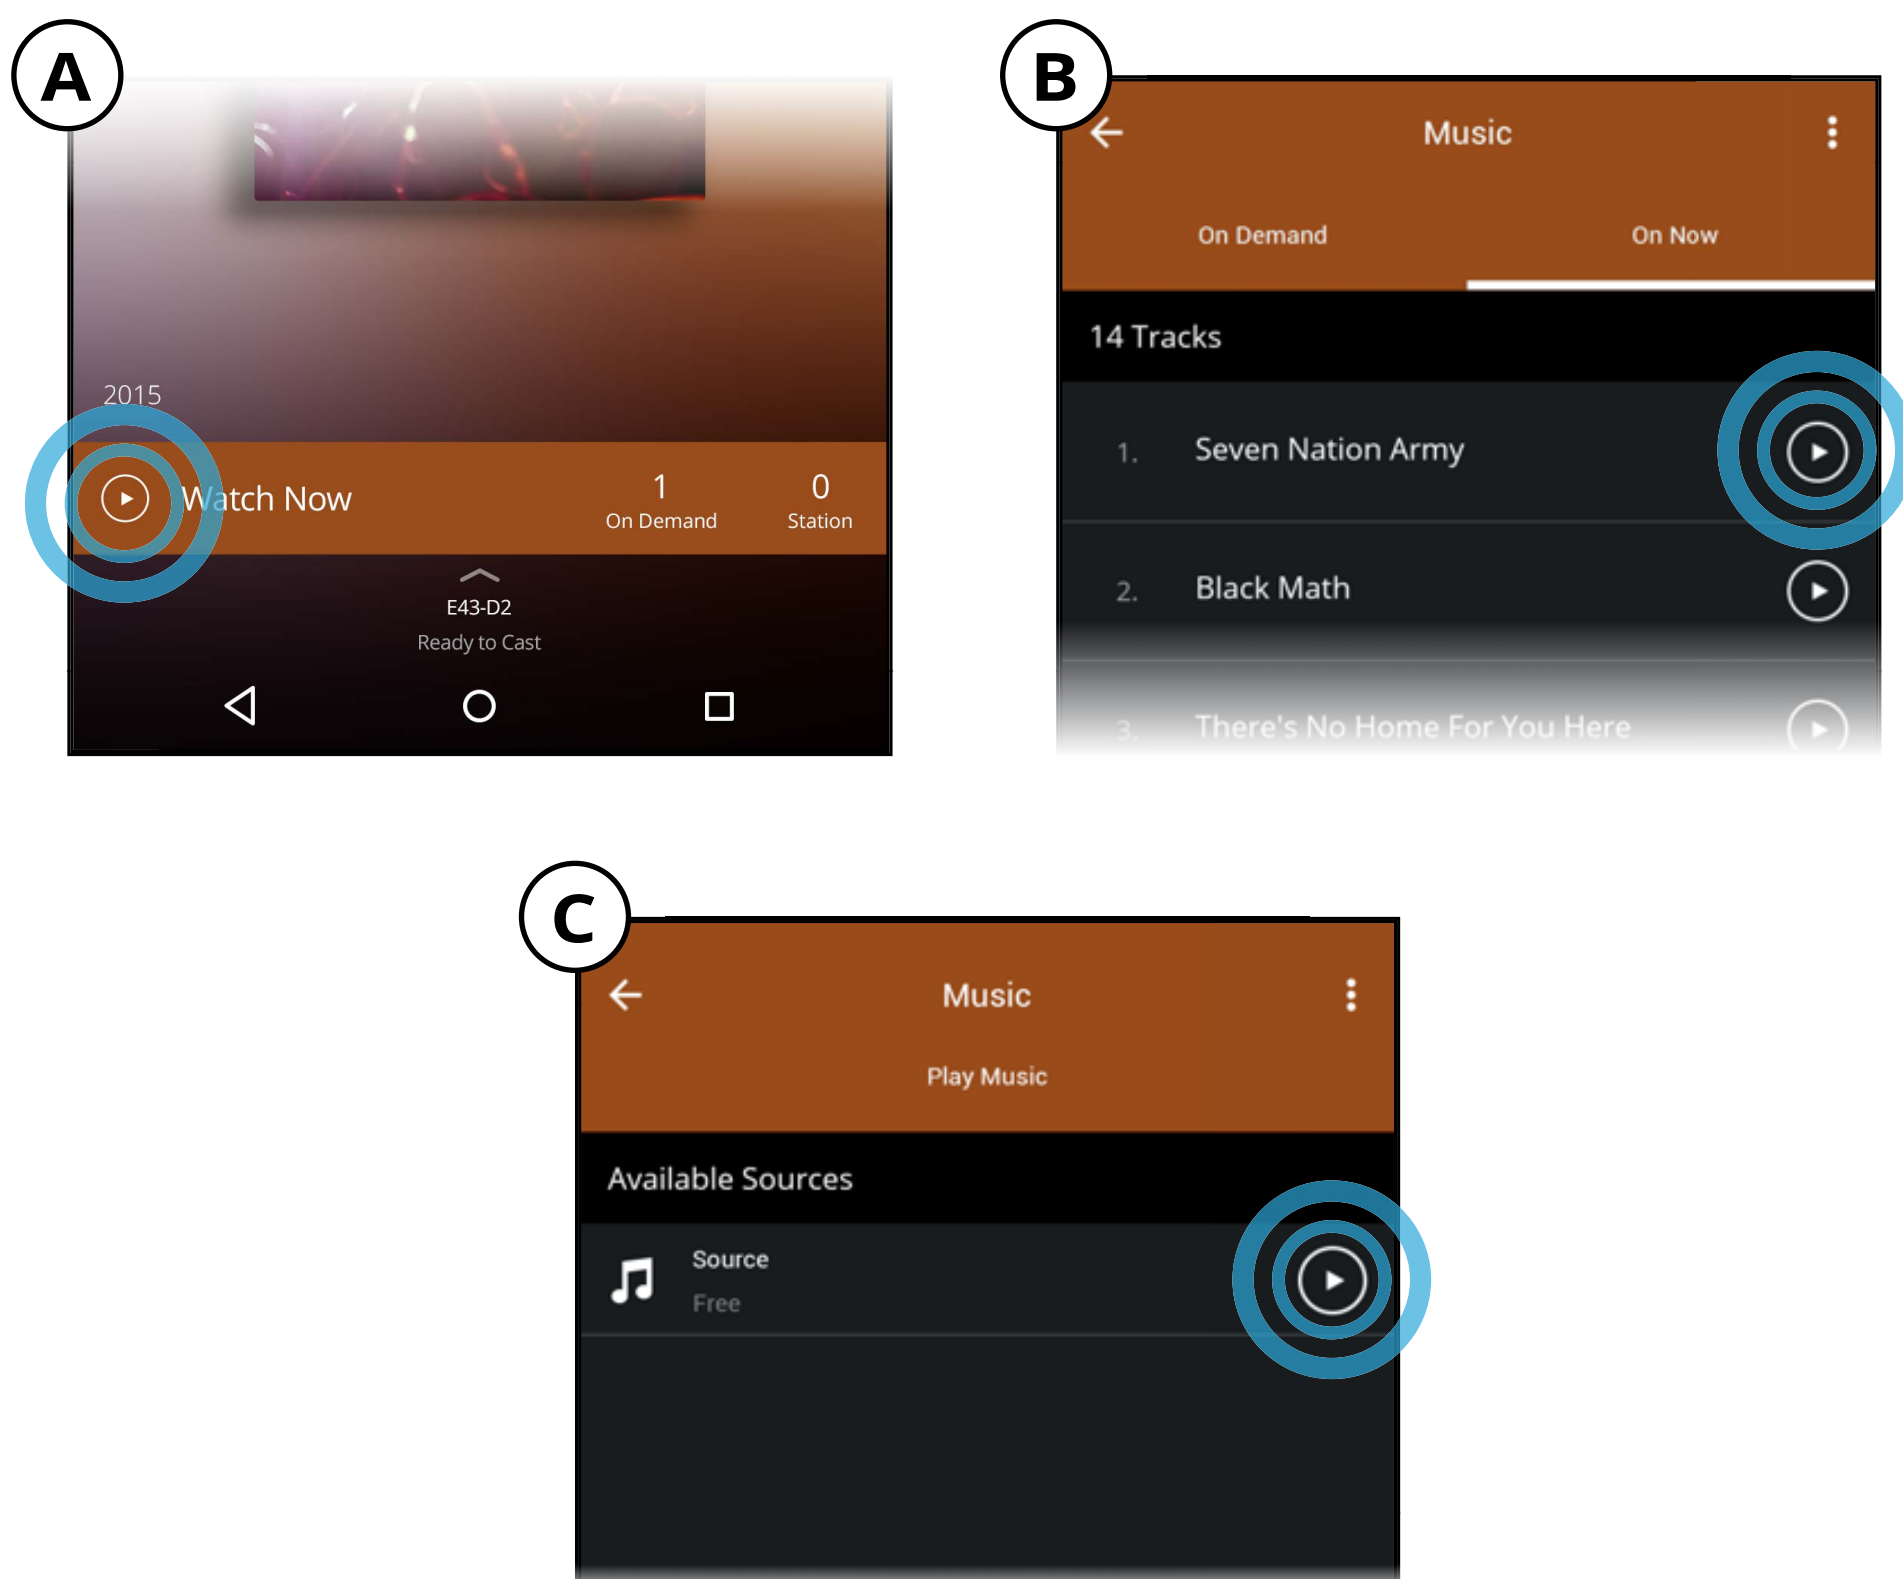 A
2015
Watch Now
1
On Demand
0
Station
E43-D2
Ready to Cast
B
Music
On Demand
On Now
14 Tracks
1. Seven Nation Army
2. Black Math
3. There's No Home For You Here
C
Music
Play Music
Available Sources
Source
Free